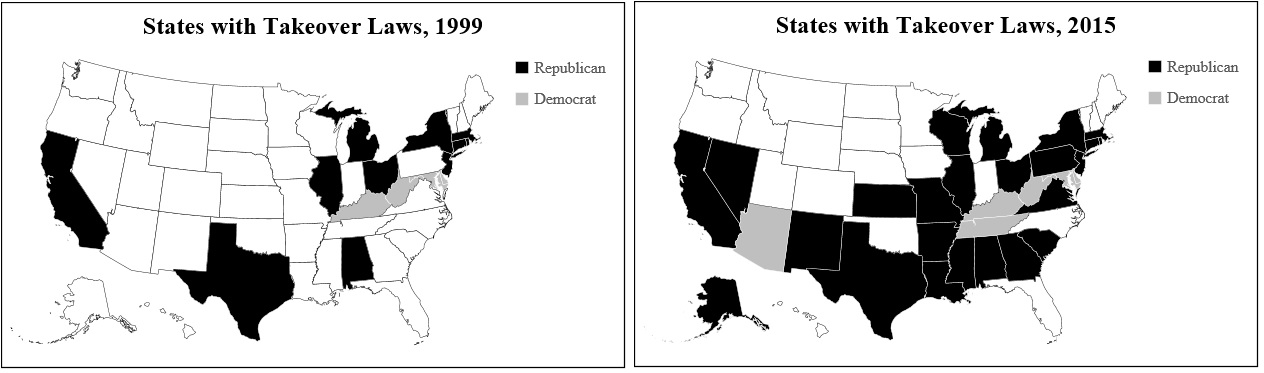 States with Takeover Laws, 1999
Republican
Democrat
States with Takeover Laws, 2015
Republican
Democrat